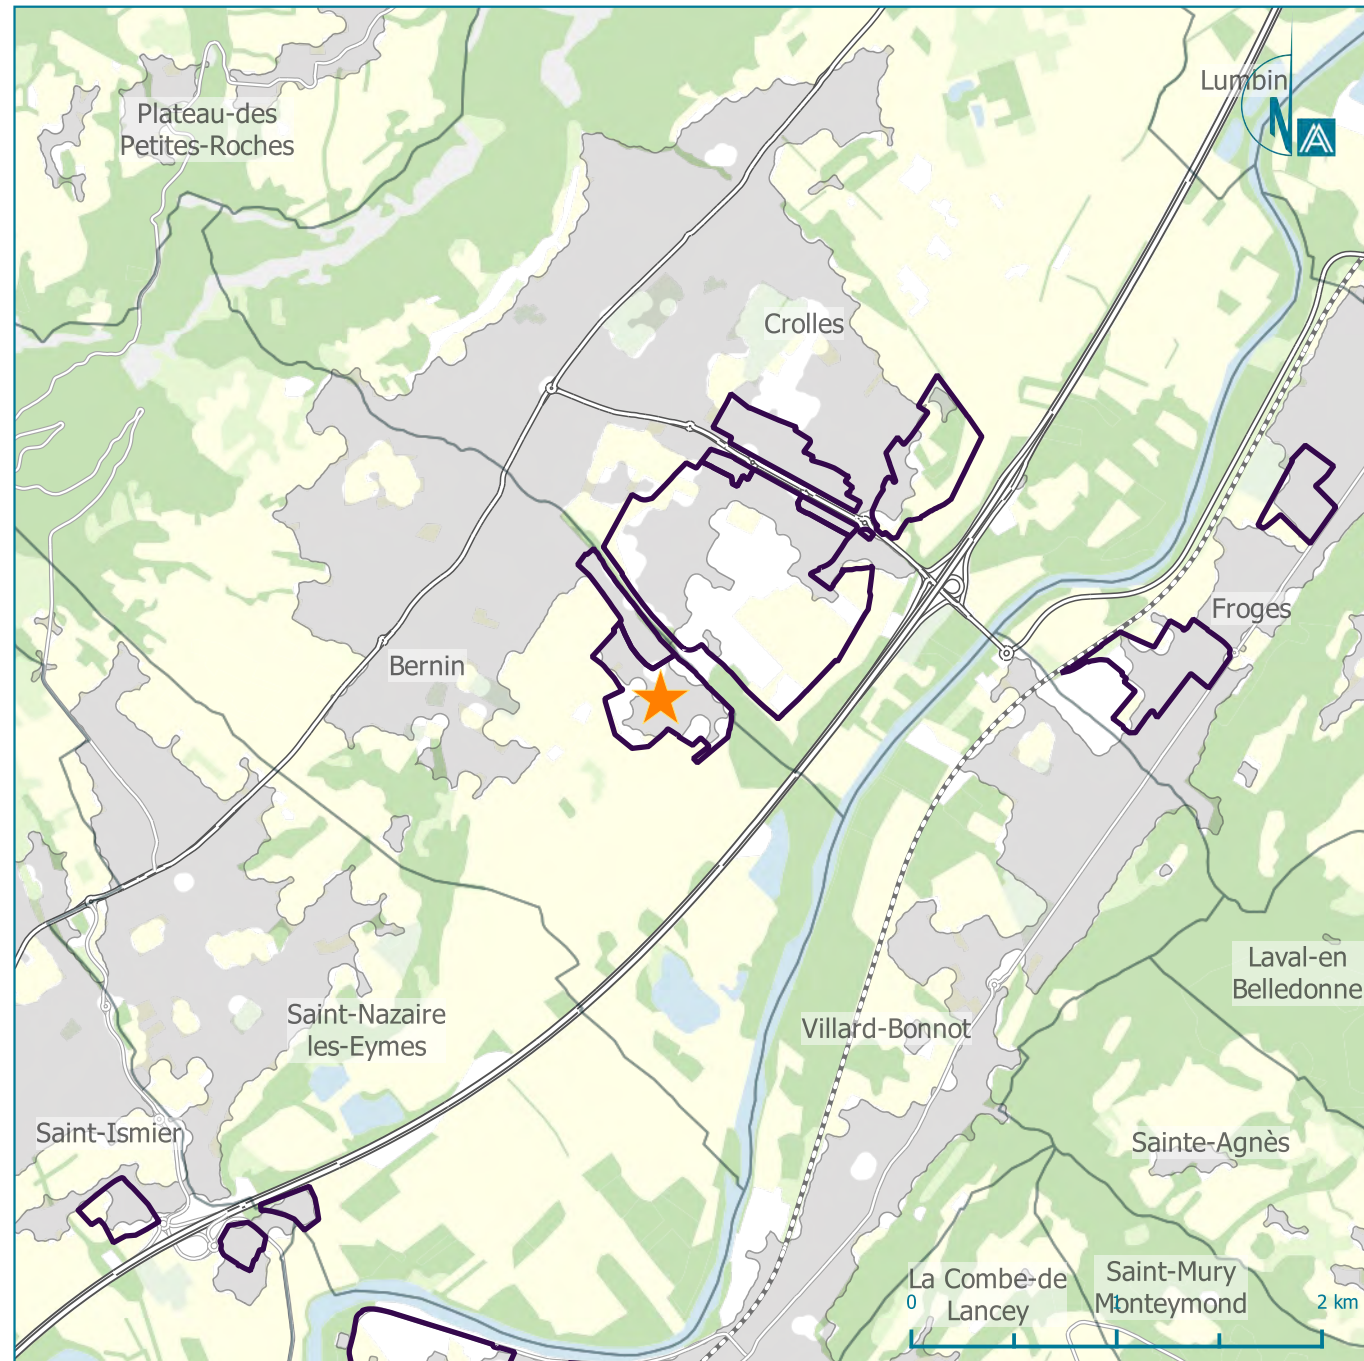 Lumbin
N
Plateau-des
Petites-Roches
Crolles
Froges
Bernin
Laval-en
Belledonne
Saint-Nazaire
les-Eymes
Villard-Bonnot
Saint-Ismier
Sainte-Agnès
La Combe-de
Lancey
Saint-Mury
Monteymond
0 1 2 km